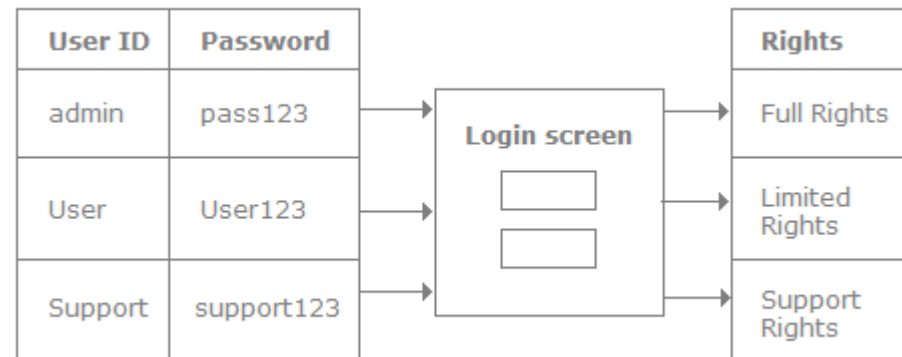 User ID Password
admin pass123
User User123
Support support123
Login screen
Rights
Full Rights
Limited
Rights
Support
Rights